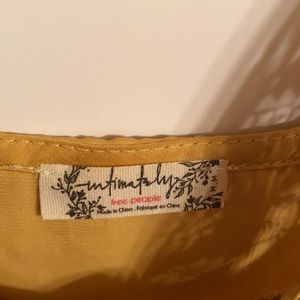 intimately
free people
Made in China . Fabriqué en Chine
M M